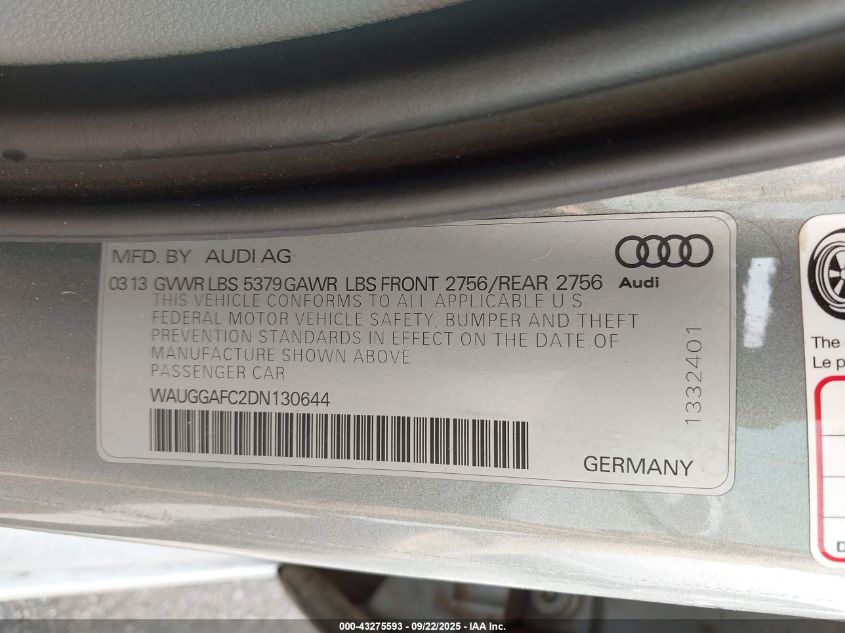 MFD. BY AUDI AG
03 13 GVWR LBS 5379 GAWR LBS FRONT 2756/REAR 2756
Audi
THIS VEHICLE CONFORMS TO ALL APPLICABLE U S
FEDERAL MOTOR VEHICLE SAFETY, BUMPER AND THEFT
PREVENTION STANDARDS IN EFFECT ON THE DATE OF
MANUFACTURE SHOWN ABOVE
PASSENGER CAR
WAUGGAFC2DN130644
GERMANY
1332401
The
Le p
D
000-43275593 - 09/22/2025 - IAA Inc.